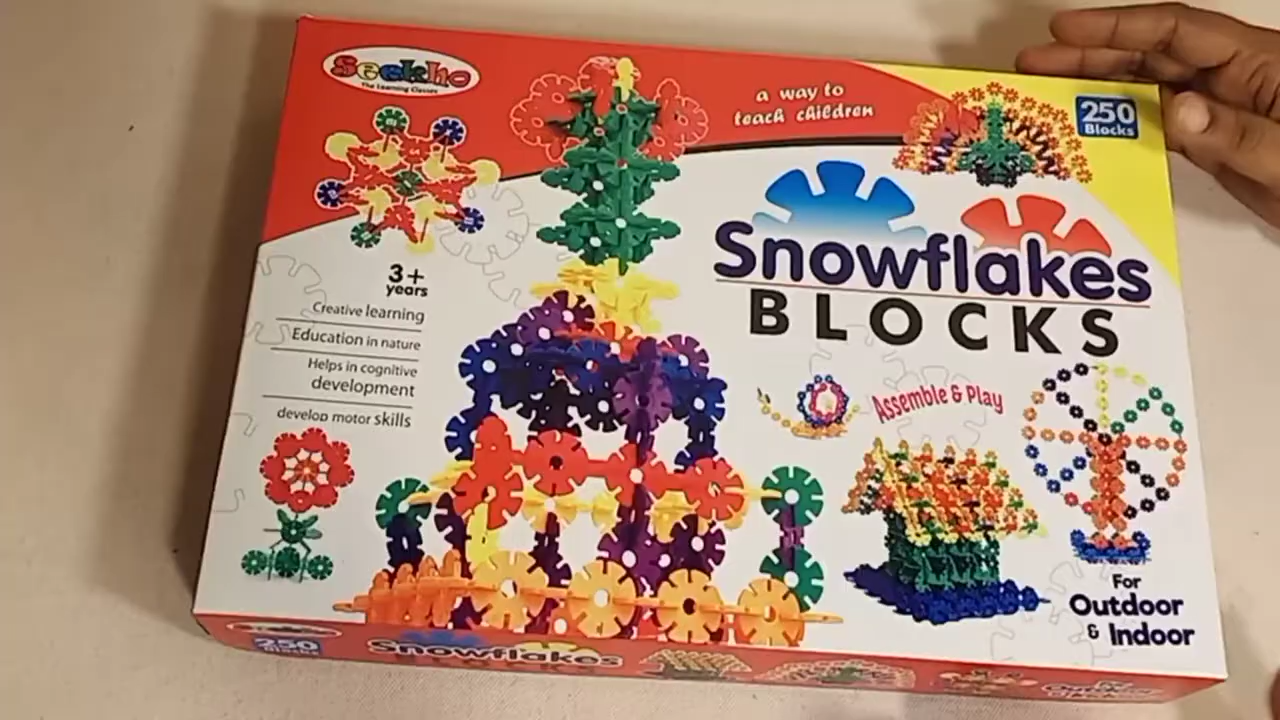 Seekho
The Learning Classes
a way to
teach children
250
Blocks
Snowflakes
BLOCKS
3+
years
Creative learning
Education in nature
Helps in cognitive
development
develop motor skills
Assemble & Play
For
Outdoor
& Indoor
250
Blocks
Snowflakes